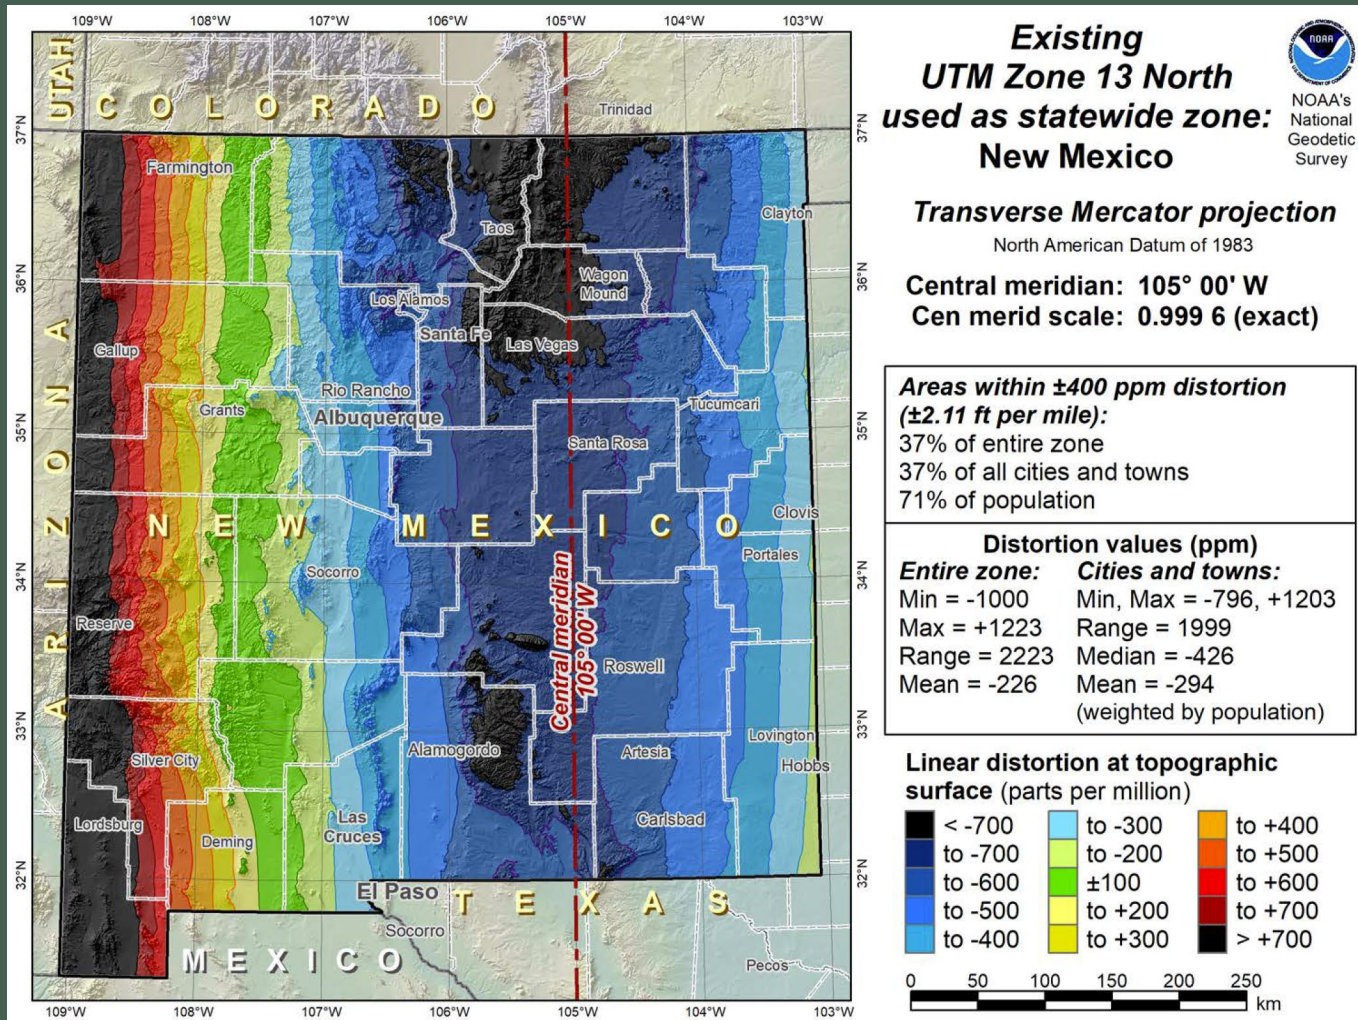 109°W 108°W 107°W 106°W 105°W 104°W 103°W
UTAH
COLORADO
Trinidad
37°N 37°N
Farmington
Clayton
Taos
36°N 36°N
Wagon
Mound
Los Alamos
Santa Fe
Las Vegas
Gallup
Rio Rancho
Grants
Albuquerque
Tucumcari
35°N 35°N
Santa Rosa
ARIZONA
NEW MEXICO
Clovis
Portales
Socorro
34°N 34°N
Reserve
Central meridian
105° 00' W
Roswell
33°N 33°N
Silver City
Alamogordo
Artesia
Lovington
Hobbs
Lordsburg
Deming
Las
Cruces
Carlsbad
32°N 32°N
El Paso
TEXAS
Socorro
MEXICO
Pecos
109°W 108°W 107°W 106°W 105°W 104°W 103°W
Existing
UTM Zone 13 North
used as statewide zone:
New Mexico
NOAA
NOAA's
National
Geodetic
Survey
Transverse Mercator projection
North American Datum of 1983
Central meridian: 105° 00' W
Cen merid scale: 0.999 6 (exact)
Areas within ±400 ppm distortion
(±2.11 ft per mile):
37% of entire zone
37% of all cities and towns
71% of population
Distortion values (ppm)
Entire zone: Cities and towns:
Min = -1000 Min, Max = -796, +1203
Max = +1223 Range = 1999
Range = 2223 Median = -426
Mean = -226 Mean = -294
(weighted by population)
Linear distortion at topographic
surface (parts per million)
< -700 to -300 to +400
to -700 to -200 to +500
to -600 ±100 to +600
to -500 to +200 to +700
to -400 to +300 > +700
0 50 100 150 200 250
km